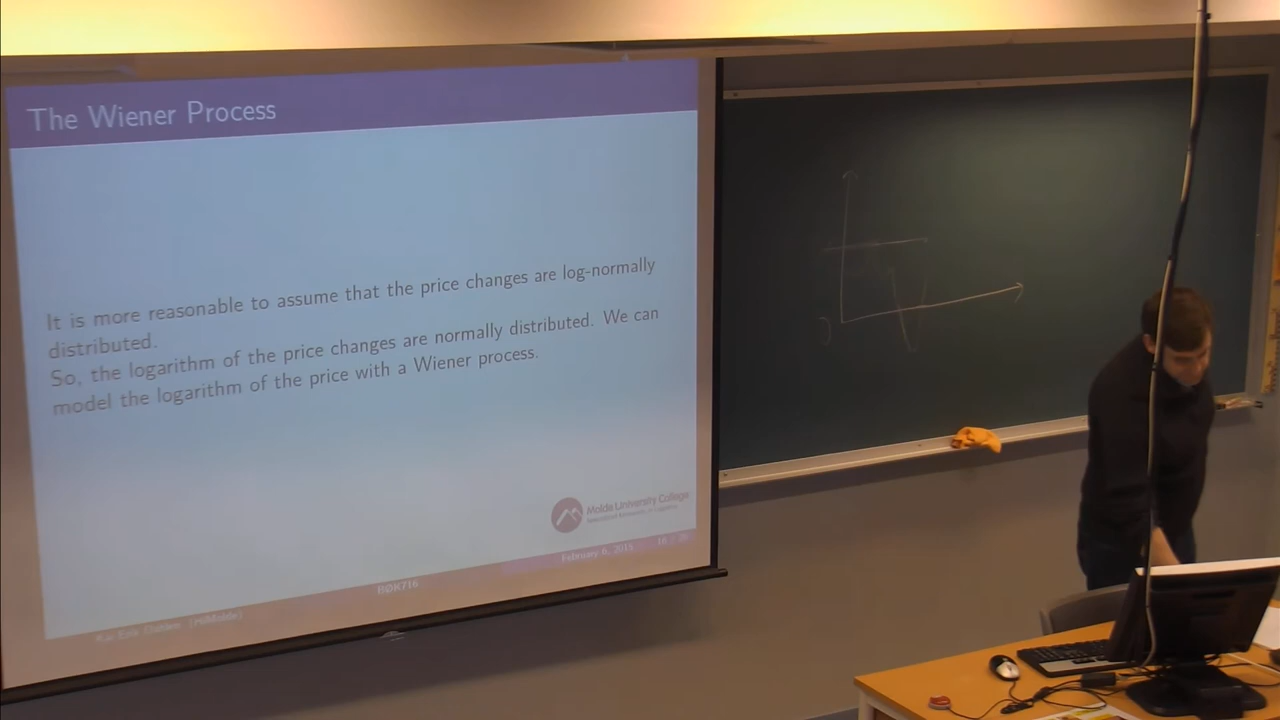 The Wiener Process
It is more reasonable to assume that the price changes are log-normally
distributed.
So, the logarithm of the price changes are normally distributed. We can
model the logarithm of the price with a Wiener process.
Molde University College
February 6, 2015
BØK716